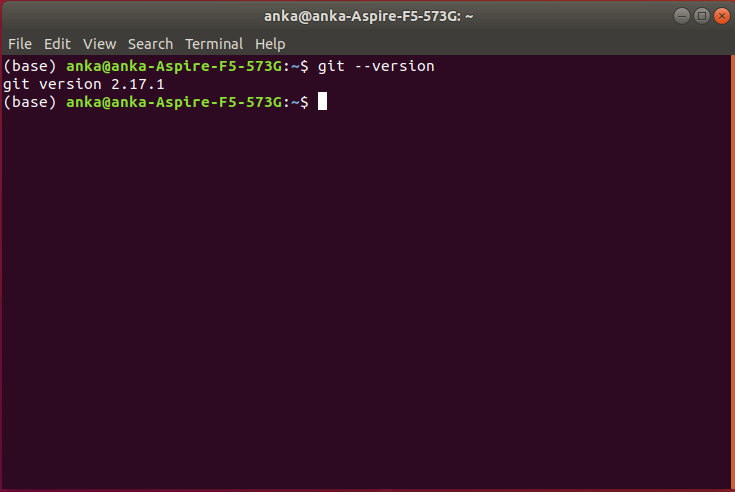 anka@anka-Aspire-F5-573G: ~
File Edit View Search Terminal Help
(base) anka@anka-Aspire-F5-573G:~$ git --version
git version 2.17.1
(base) anka@anka-Aspire-F5-573G:~$